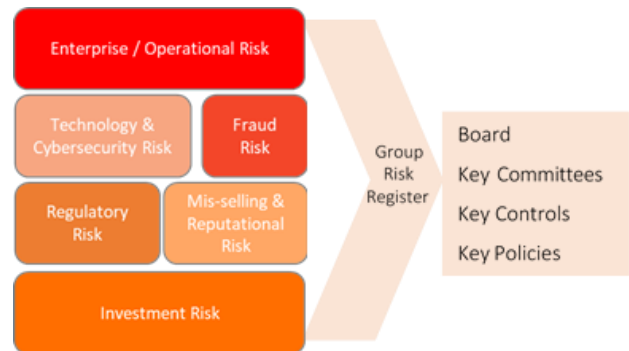 Enterprise / Operational Risk
Technology &
Cybersecurity Risk
Fraud
Risk
Regulatory
Risk
Mis-selling &
Reputational
Risk
Investment Risk
Group
Risk
Register
Board
Key Committees
Key Controls
Key Policies